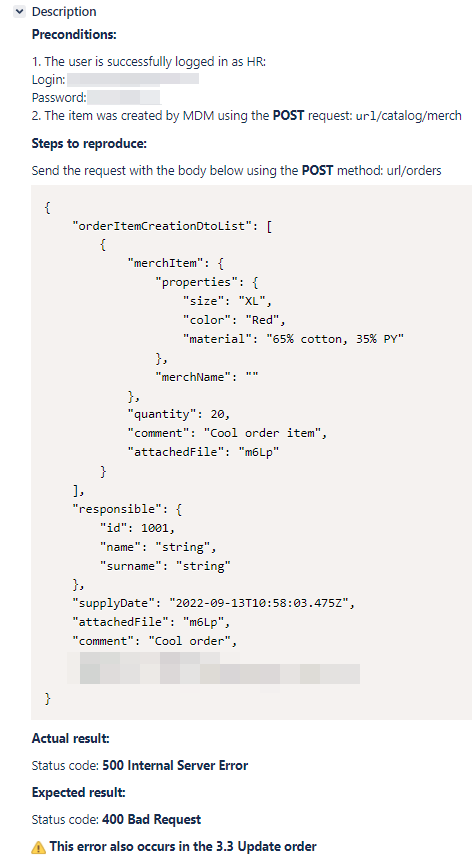 Description
Preconditions:
1. The user is successfully logged in as HR:
Login:
Password:
2. The item was created by MDM using the POST request: url/catalog/merch
Steps to reproduce:
Send the request with the body below using the POST method: url/orders
{
    "orderItemCreationDtoList": [
        {
            "merchItem": {
                "properties": {
                    "size": "XL",
                    "color": "Red",
                    "material": "65% cotton, 35% PY"
                },
                "merchName": ""
            },
            "quantity": 20,
            "comment": "Cool order item",
            "attachedFile": "m6Lp"
        }
    ],
    "responsible": {
        "id": 1001,
        "name": "string",
        "surname": "string"
    },
    "supplyDate": "2022-09-13T10:58:03.475Z",
    "attachedFile": "m6Lp",
    "comment": "Cool order",
}
Actual result:
Status code: 500 Internal Server Error
Expected result:
Status code: 400 Bad Request
⚠ This error also occurs in the 3.3 Update order